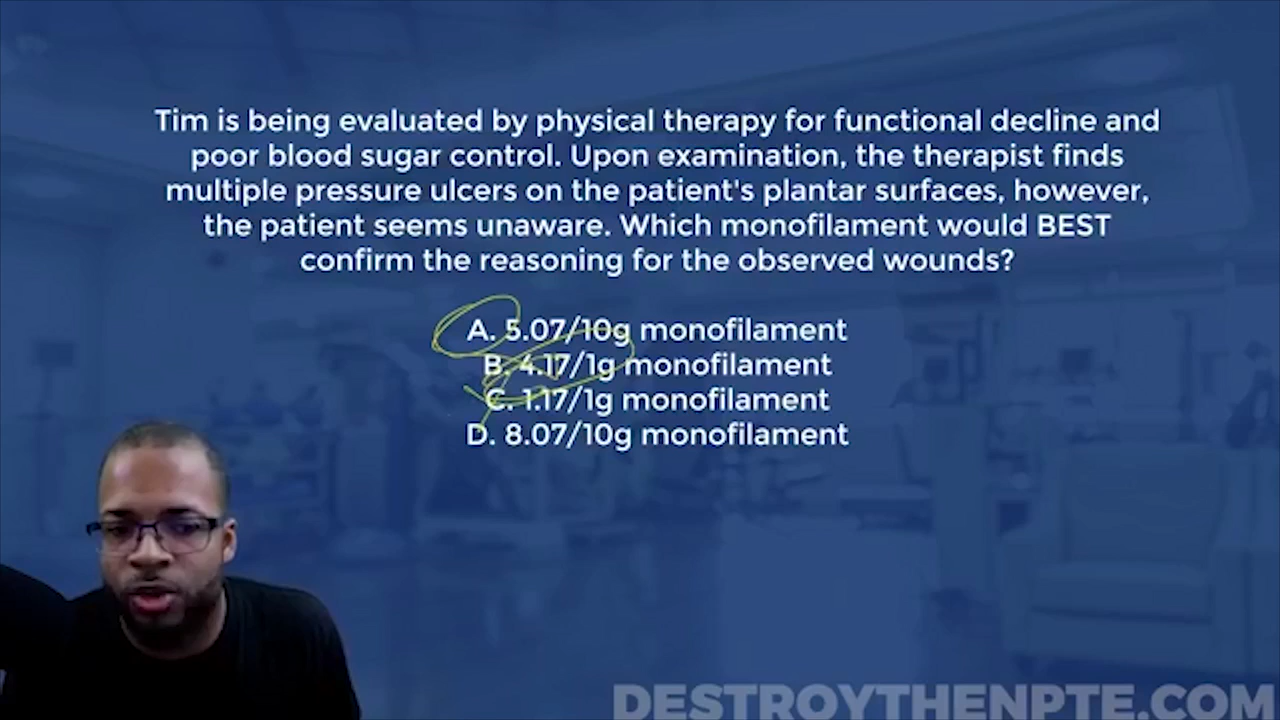 Tim is being evaluated by physical therapy for functional decline and
poor blood sugar control. Upon examination, the therapist finds
multiple pressure ulcers on the patient's plantar surfaces, however,
the patient seems unaware. Which monofilament would BEST
confirm the reasoning for the observed wounds?
A. 5.07/10g monofilament
B. 4.17/1g monofilament
C. 1.17/1g monofilament
D. 8.07/10g monofilament
DESTROYTHENPTE.COM